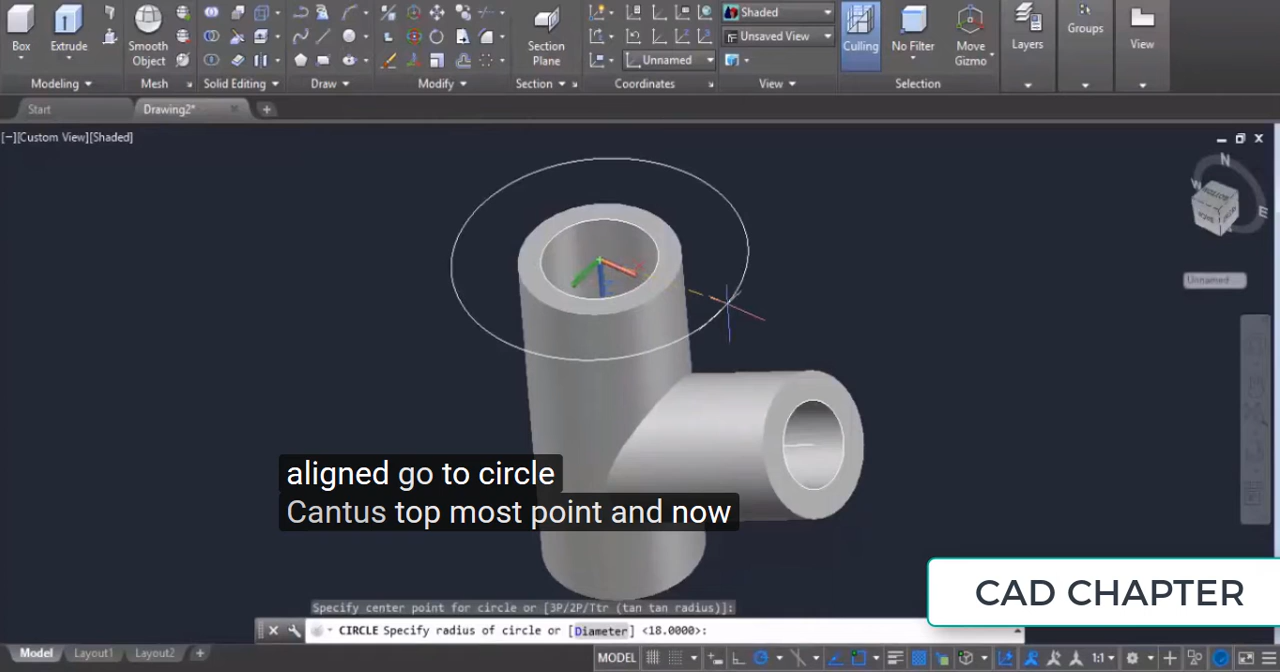 Shaded
Unsaved View
Box
Extrude
Smooth
Object
Section
Plane
Unnamed
Culling
No Filter
Move
Gizmo
Layers
Groups
View
Modeling
Mesh
Solid Editing
Draw
Modify
Section
Coordinates
View
Selection
Start
Drawing2*
[−][Custom View][Shaded]
N
W
E
Unnamed
aligned go to circle
Cantus top most point and now
CAD CHAPTER
Specify center point for circle or [3P/2P/Ttr (tan tan radius)]:
CIRCLE Specify radius of circle or [Diameter] <18.0000>:
Model
Layout1
Layout2
MODEL
1:1